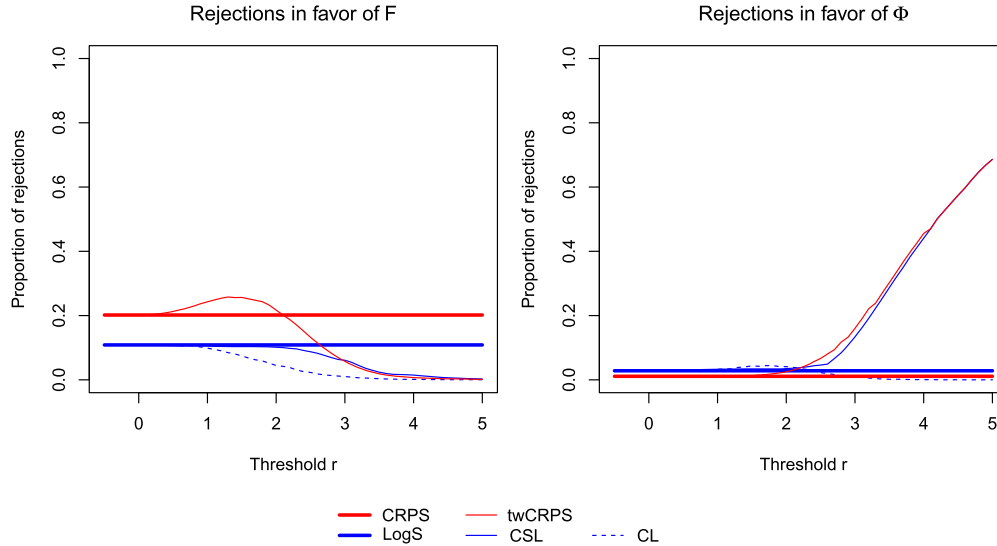 Rejections in favor of F
Proportion of rejections
0.0 0.2 0.4 0.6 0.8 1.0
0 1 2 3 4 5
Threshold r
Rejections in favor of Φ
Proportion of rejections
0.0 0.2 0.4 0.6 0.8 1.0
0 1 2 3 4 5
Threshold r
CRPS twCRPS
LogS CSL CL